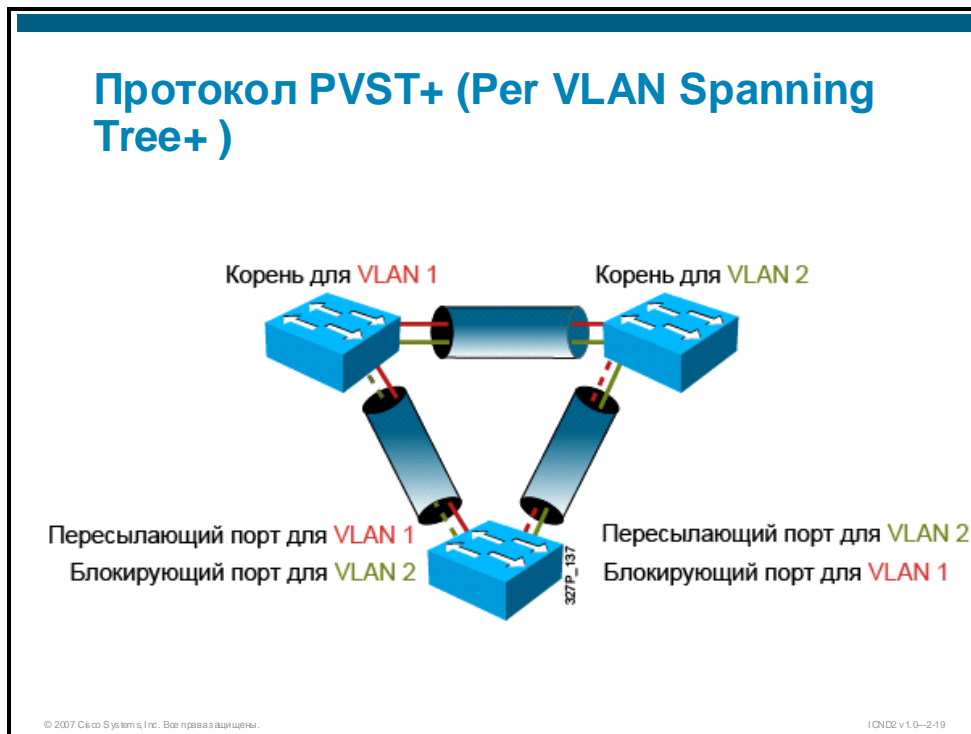 Протокол PVST+ (Per VLAN Spanning
Tree+ )
Корень для VLAN 1
Корень для VLAN 2
Пересылающий порт для VLAN 1
Блокирующий порт для VLAN 2
327P_137
Пересылающий порт для VLAN 2
Блокирующий порт для VLAN 1
© 2007 Cisco Systems, Inc. Все права защищены.
ICND2 v1.0—2-19